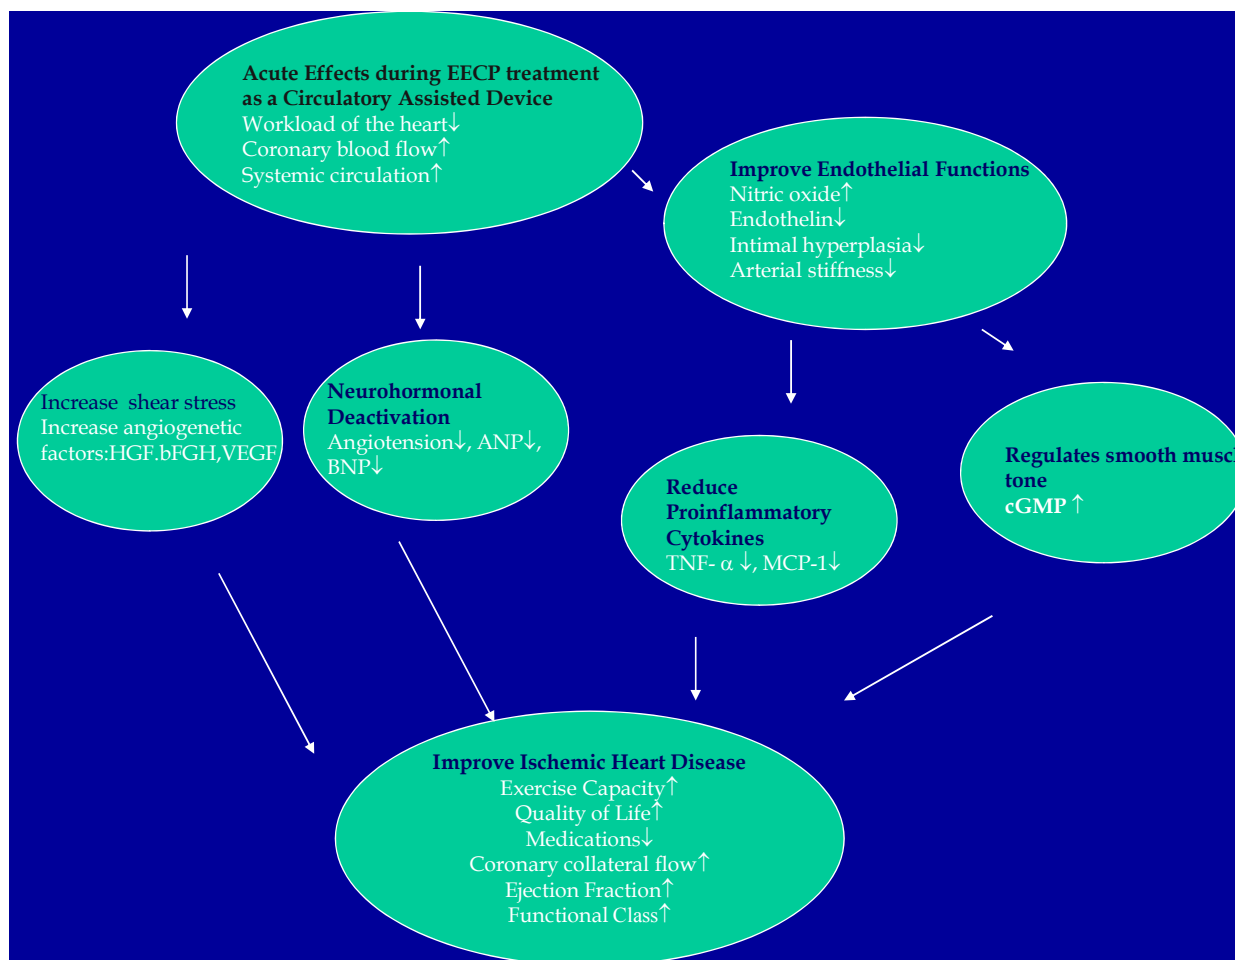 Acute Effects during EECP treatment
as a Circulatory Assisted Device
Workload of the heart↓
Coronary blood flow↑
Systemic circulation↑
Improve Endothelial Functions
Nitric oxide↑
Endothelin↓
Intimal hyperplasia↓
Arterial stiffness↓
Increase shear stress
Increase angiogenetic
factors:HGF.bFGH,VEGF
Neurohormonal
Deactivation
Angiotension↓, ANP↓,
BNP↓
Reduce
Proinflammatory
Cytokines
TNF- α ↓, MCP-1↓
Regulates smooth muscl
tone
cGMP ↑
Improve Ischemic Heart Disease
Exercise Capacity↑
Quality of Life↑
Medications↓
Coronary collateral flow↑
Ejection Fraction↑
Functional Class↑